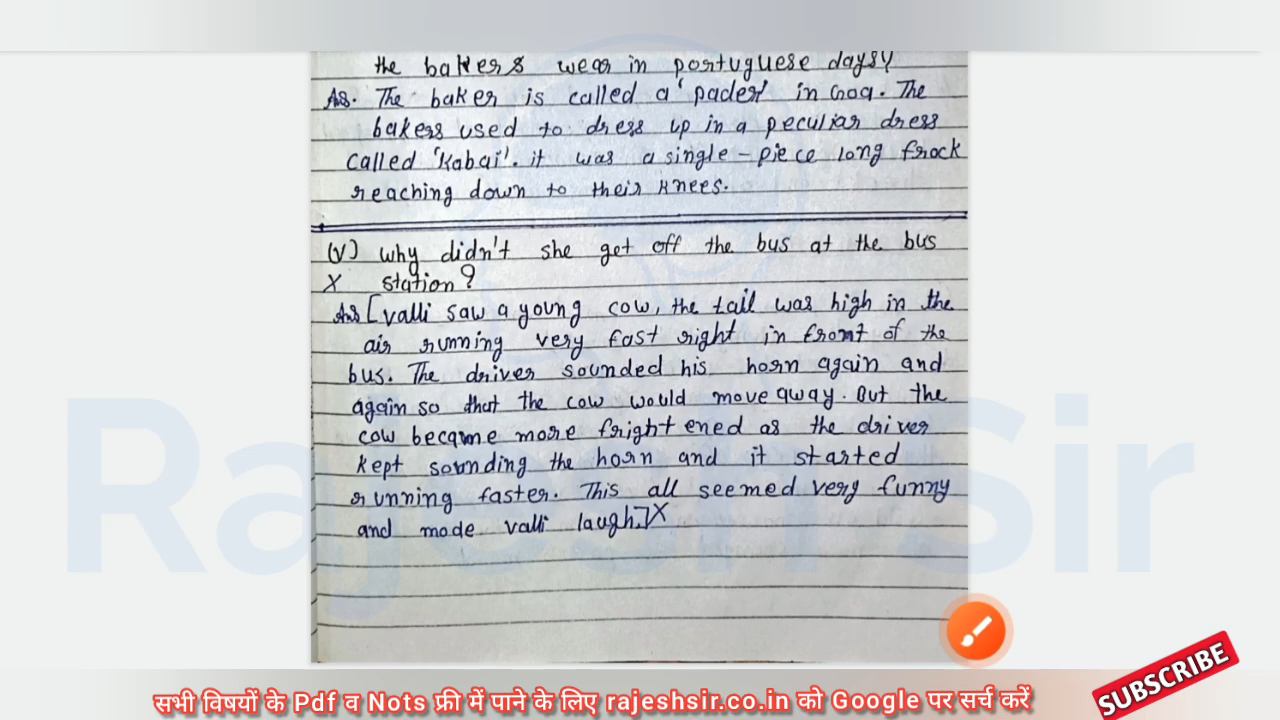 the bakers wear in portuguese days?
As. The baker is called a 'pader' in Goa. The
bakers used to dress up in a peculiar dress
called 'Kabai'. it was a single-piece long frock
reaching down to their knees.
(V) why didn't she get off the bus at the bus
X station?
Ans [valli saw a young cow, the tail was high in the
air running very fast right in front of the
bus. The driver sounded his horn again and
again so that the cow would move away. But the
cow became more frightened as the driver
kept sounding the horn and it started
running faster. This all seemed very funny
and made valli laugh.]X
Rajesh Sir
सभी विषयों के Pdf व Nots फ्री में पाने के लिए rajeshsir.co.in को Google पर सर्च करें
SUBSCRIBE